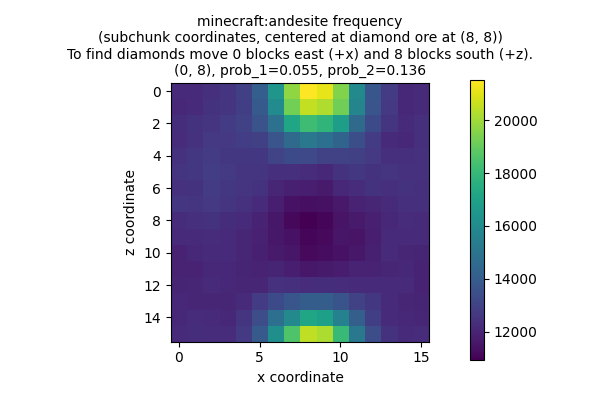 minecraft:andesite frequency
(subchunk coordinates, centered at diamond ore at (8, 8))
To find diamonds move 0 blocks east (+x) and 8 blocks south (+z).
(0, 8), prob_1=0.055, prob_2=0.136
0
2
4
6
8
10
12
14
z coordinate
0
5
10
15
x coordinate
20000
18000
16000
14000
12000